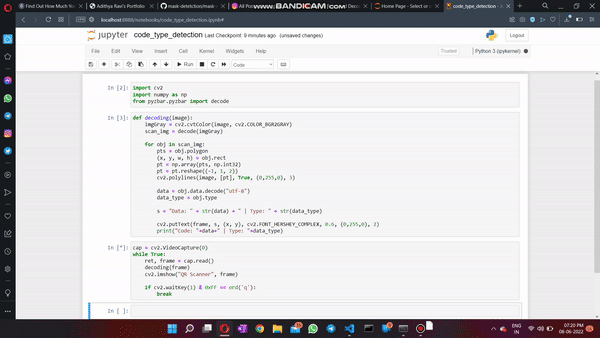 Find Out How Much You
Adithya Ravi's Portfolio
mask-detection/mask-
All Pos
www.BANDICAM.com
Decod
Home Page - Select or
code_type_detection
localhost:8888/notebooks/code_type_detection.ipynb#
jupyter code_type_detection Last Checkpoint: 9 minutes ago (unsaved changes)
Logout
File Edit View Insert Cell Kernel Widgets Help
Trusted
Python 3 (ipykernel)
Run
Code
In [2]: import cv2
import numpy as np
from pyzbar.pyzbar import decode
In [3]: def decoding(image):
imgGray = cv2.cvtColor(image, cv2.COLOR_BGR2GRAY)
scan_img = decode(imgGray)
for obj in scan_img:
pts = obj.polygon
(x, y, w, h) = obj.rect
pt = np.array(pts, np.int32)
pt = pt.reshape((-1, 1, 2))
cv2.polylines(image, [pt], True, (0,255,0), 3)
data = obj.data.decode("utf-8")
data_type = obj.type
s = "Data: " + str(data) + " | Type: " + str(data_type)
cv2.putText(frame, s, (x, y), cv2.FONT_HERSHEY_COMPLEX, 0.6, (0,255,0), 2)
print("Code: "+data+" | Type: "+data_type)
In [*]: cap = cv2.VideoCapture(0)
while True:
ret, frame = cap.read()
decoding(frame)
cv2.imshow("QR Scanner", frame)
if cv2.waitKey(1) & 0xFF == ord('q'):
break
In [ ]:
ENG
IN
07:20 PM
06-06-2022